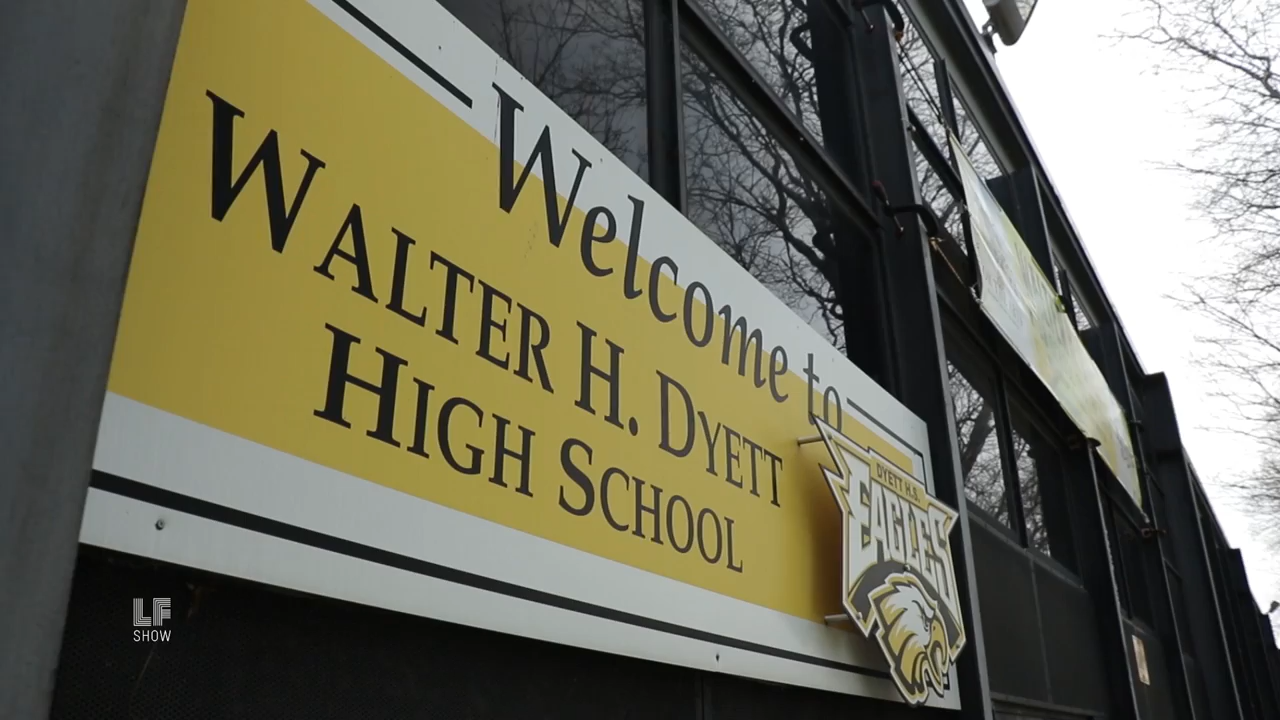 Welcome to
WALTER H. DYETT
HIGH SCHOOL
DYETT H.S.
EAGLES
LF
SHOW